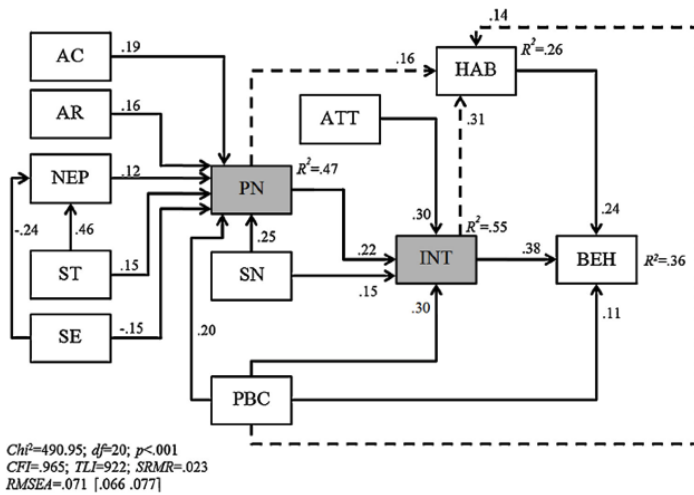 .14
AC
.19
HAB
R²=.26
.16
AR
.16
ATT
.31
NEP
.12
PN
R²=.47
-.24
.46
.30
R²=.55
.24
.25
.22
ST
.15
SN
INT
.38
BEH
R²=.36
.15
.30
.11
SE
-.15
.20
PBC
Chi²=490.95; df=20; p<.001
CFI=.965; TLI=922; SRMR=.023
RMSEA=.071 [.066 .077]